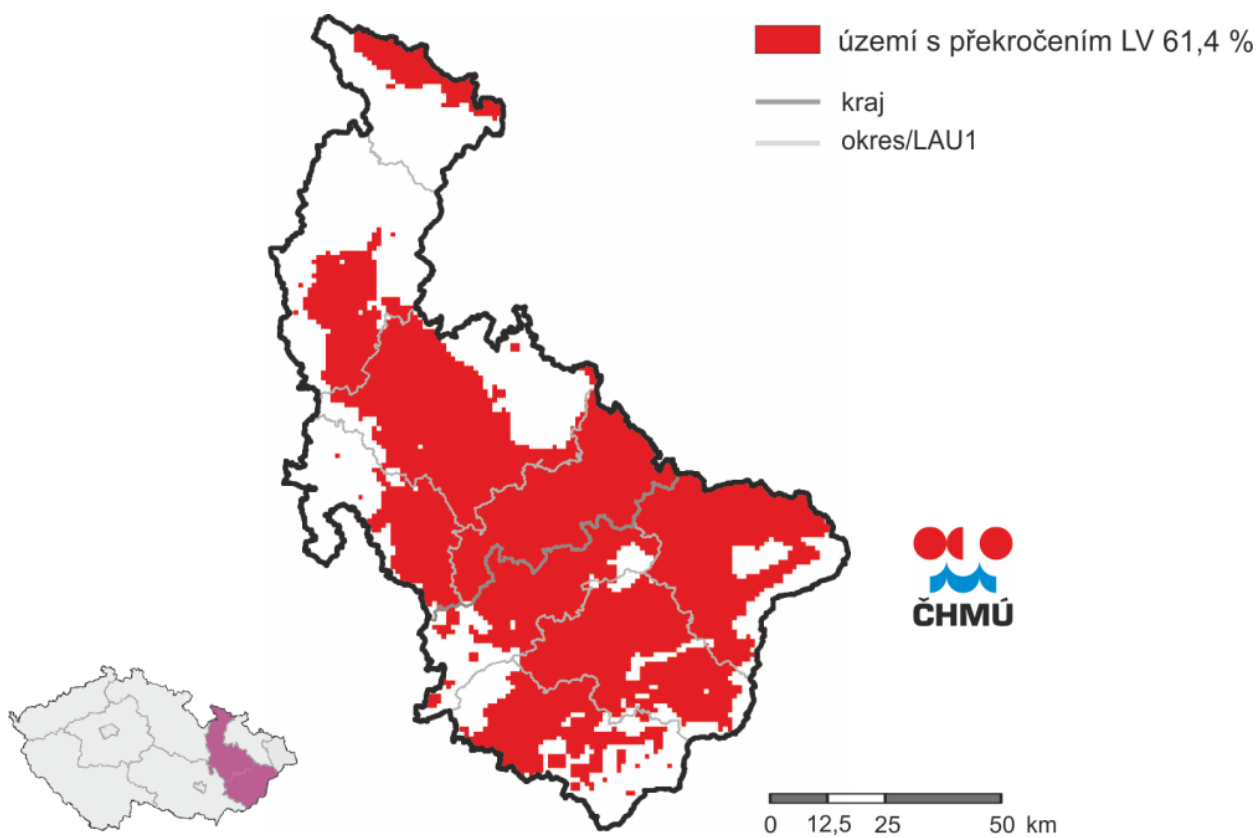 území s překročením LV 61,4 %
kraj
okres/LAU1
ČHMÚ
0 12,5 25 50 km